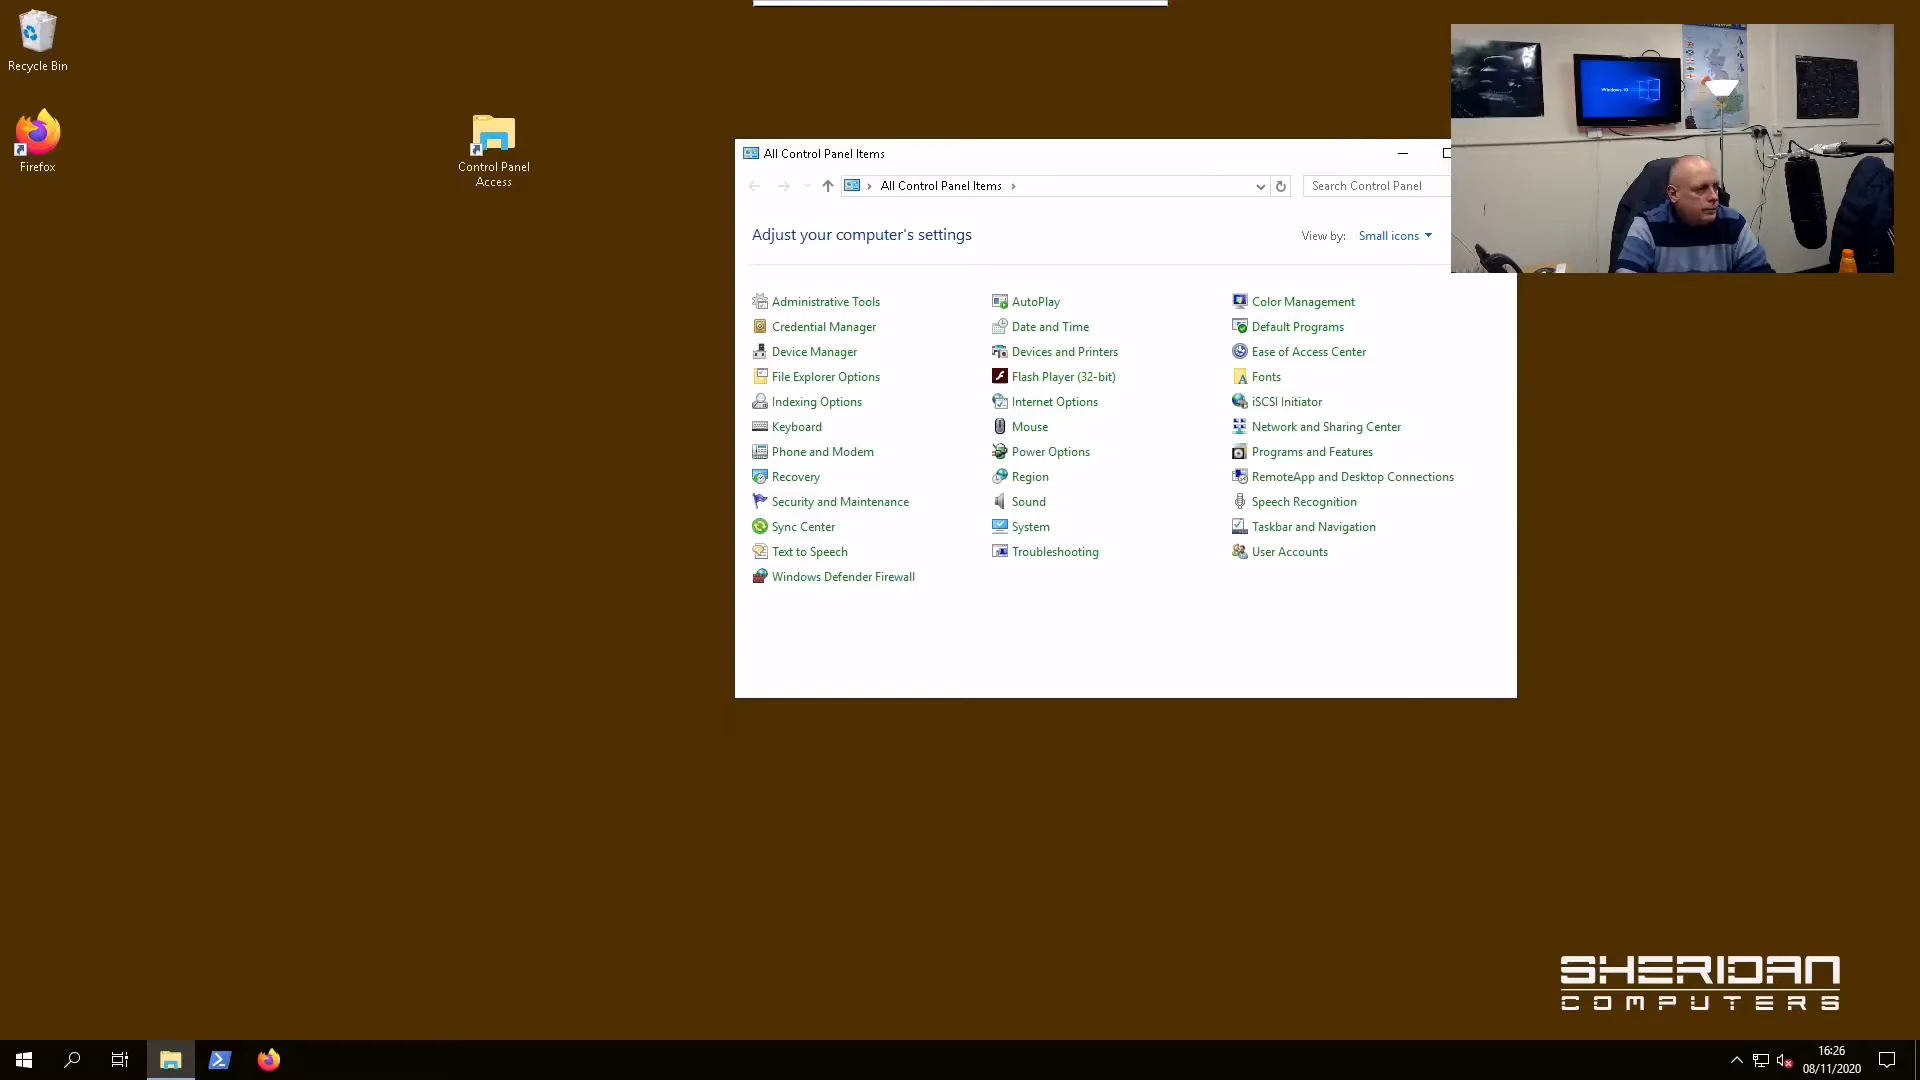 Recycle Bin
Firefox
Control Panel
Access
All Control Panel Items
All Control Panel Items
Search Control Panel
Adjust your computer's settings
View by:
Small icons
Administrative Tools
AutoPlay
Color Management
Credential Manager
Date and Time
Default Programs
Device Manager
Devices and Printers
Ease of Access Center
File Explorer Options
Flash Player (32-bit)
Fonts
Indexing Options
Internet Options
iSCSI Initiator
Keyboard
Mouse
Network and Sharing Center
Phone and Modem
Power Options
Programs and Features
Recovery
Region
RemoteApp and Desktop Connections
Security and Maintenance
Sound
Speech Recognition
Sync Center
System
Taskbar and Navigation
Text to Speech
Troubleshooting
User Accounts
Windows Defender Firewall
Windows 10
SHERIDAN
COMPUTERS
16:26
08/11/2020